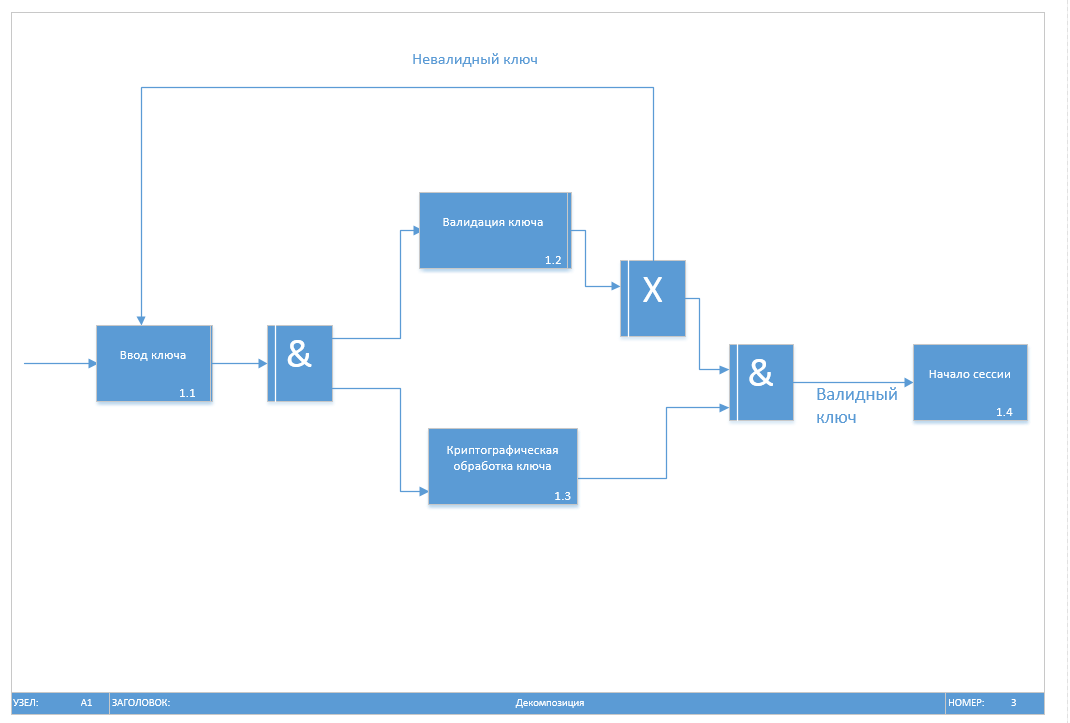 Невалидный ключ
Валидация ключа
1.2
X
Ввод ключа
1.1
&
&
Валидный
ключ
Начало сессии
1.4
Криптографическая
обработка ключа
1.3
УЗЕЛ: A1 ЗАГОЛОВОК: Декомпозиция НОМЕР: 3